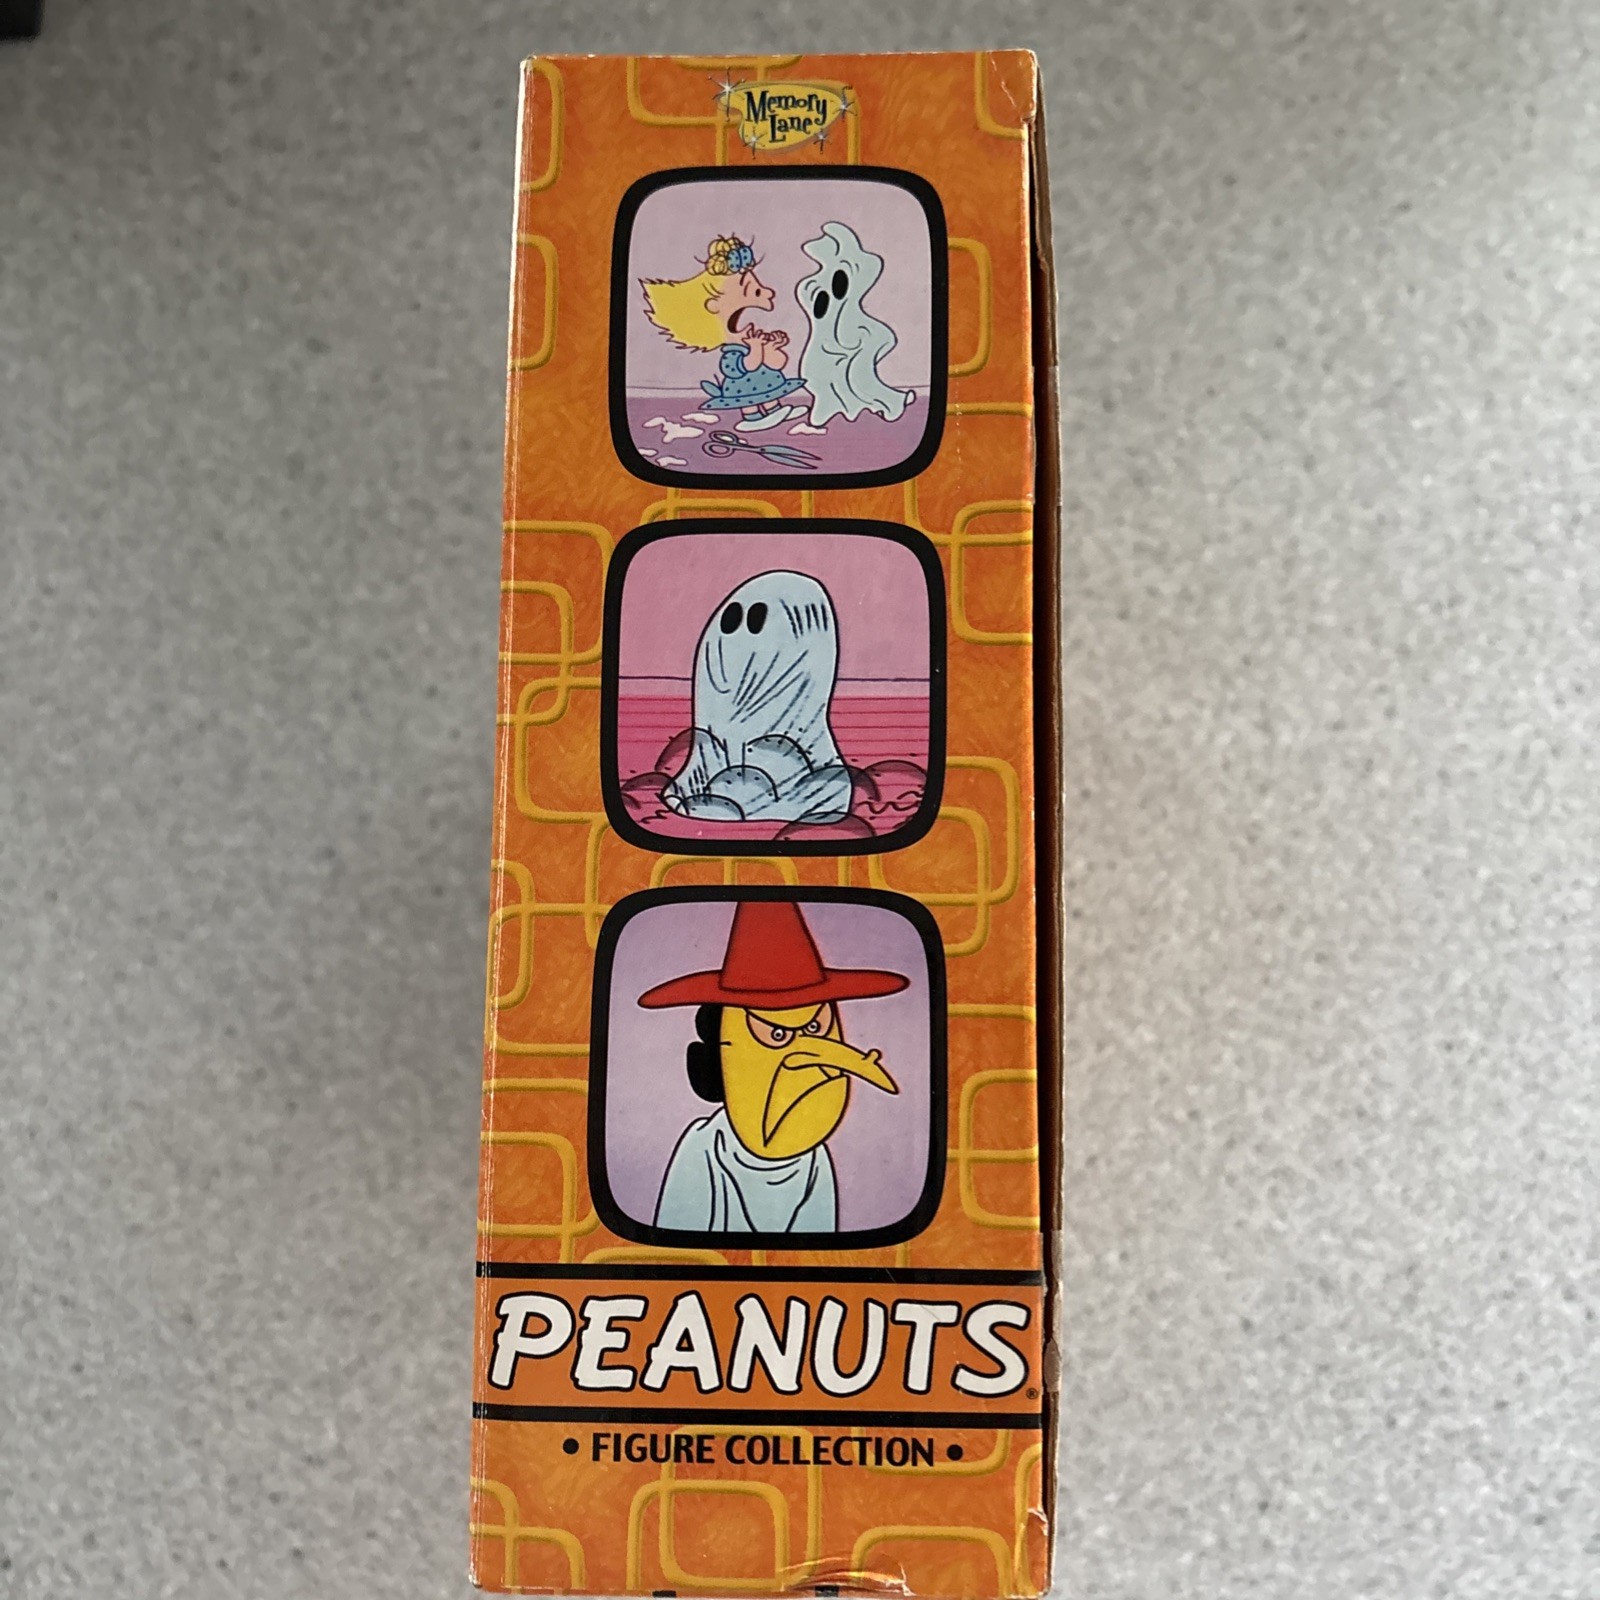 Memory
Lane
PEANUTS®
• FIGURE COLLECTION •